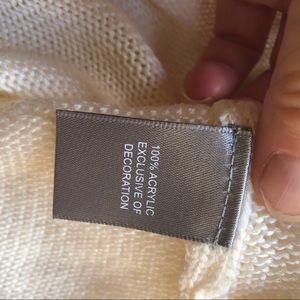 100% ACRYLIC
EXCLUSIVE OF
DECORATION